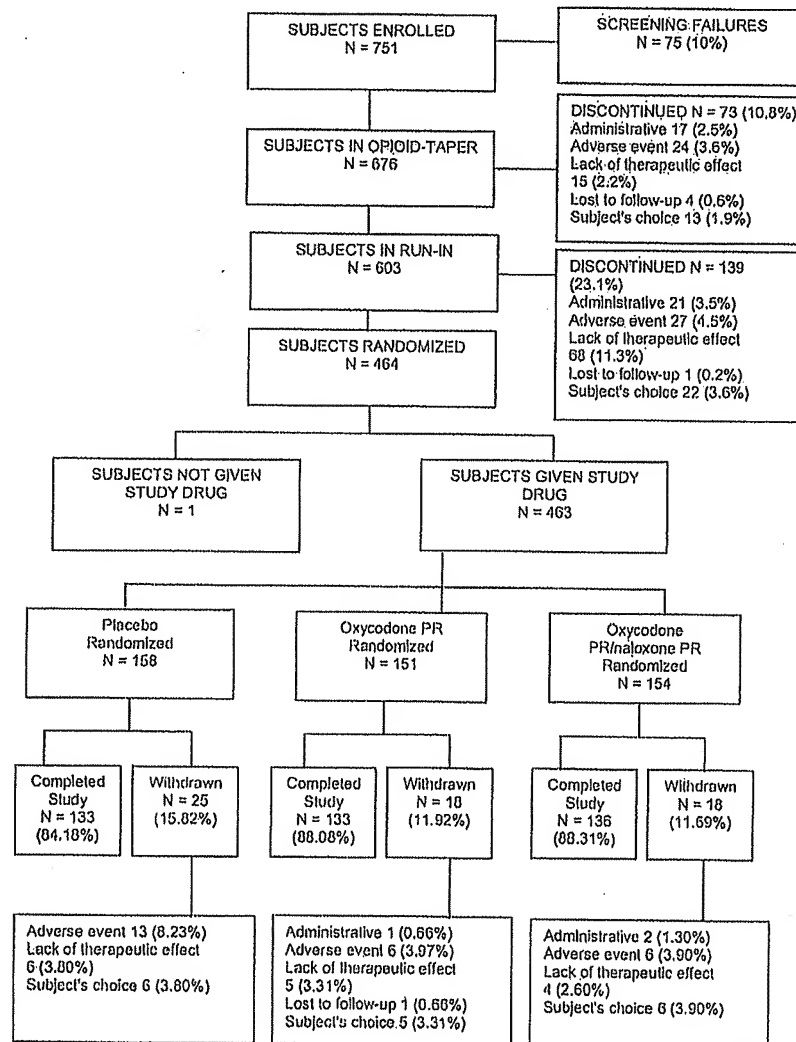 SUBJECTS ENROLLED
N = 751
SCREENING FAILURES
N = 75 (10%)
SUBJECTS IN OPIOID-TAPER
N = 676
DISCONTINUED N = 73 (10.8%)
Administrative 17 (2.5%)
Adverse event 24 (3.6%)
Lack of therapeutic effect
15 (2.2%)
Lost to follow-up 4 (0.6%)
Subject's choice 13 (1.9%)
SUBJECTS IN RUN-IN
N = 603
DISCONTINUED N = 139
(23.1%)
Administrative 21 (3.5%)
Adverse event 27 (4.5%)
Lack of therapeutic effect
68 (11.3%)
Lost to follow-up 1 (0.2%)
Subject's choice 22 (3.6%)
SUBJECTS RANDOMIZED
N = 464
SUBJECTS NOT GIVEN
STUDY DRUG
N = 1
SUBJECTS GIVEN STUDY
DRUG
N = 463
Placebo
Randomized
N = 158
Oxycodone PR
Randomized
N = 151
Oxycodone
PR/naloxone PR
Randomized
N = 154
Completed
Study
N = 133
(84.18%)
Withdrawn
N = 25
(15.82%)
Completed
Study
N = 133
(88.08%)
Withdrawn
N = 18
(11.92%)
Completed
Study
N = 136
(88.31%)
Withdrawn
N = 18
(11.69%)
Adverse event 13 (8.23%)
Lack of therapeutic effect
6 (3.80%)
Subject's choice 6 (3.80%)
Administrative 1 (0.66%)
Adverse event 6 (3.97%)
Lack of therapeutic effect
5 (3.31%)
Lost to follow-up 1 (0.66%)
Subject's choice 5 (3.31%)
Administrative 2 (1.30%)
Adverse event 6 (3.90%)
Lack of therapeutic effect
4 (2.60%)
Subject's choice 6 (3.90%)